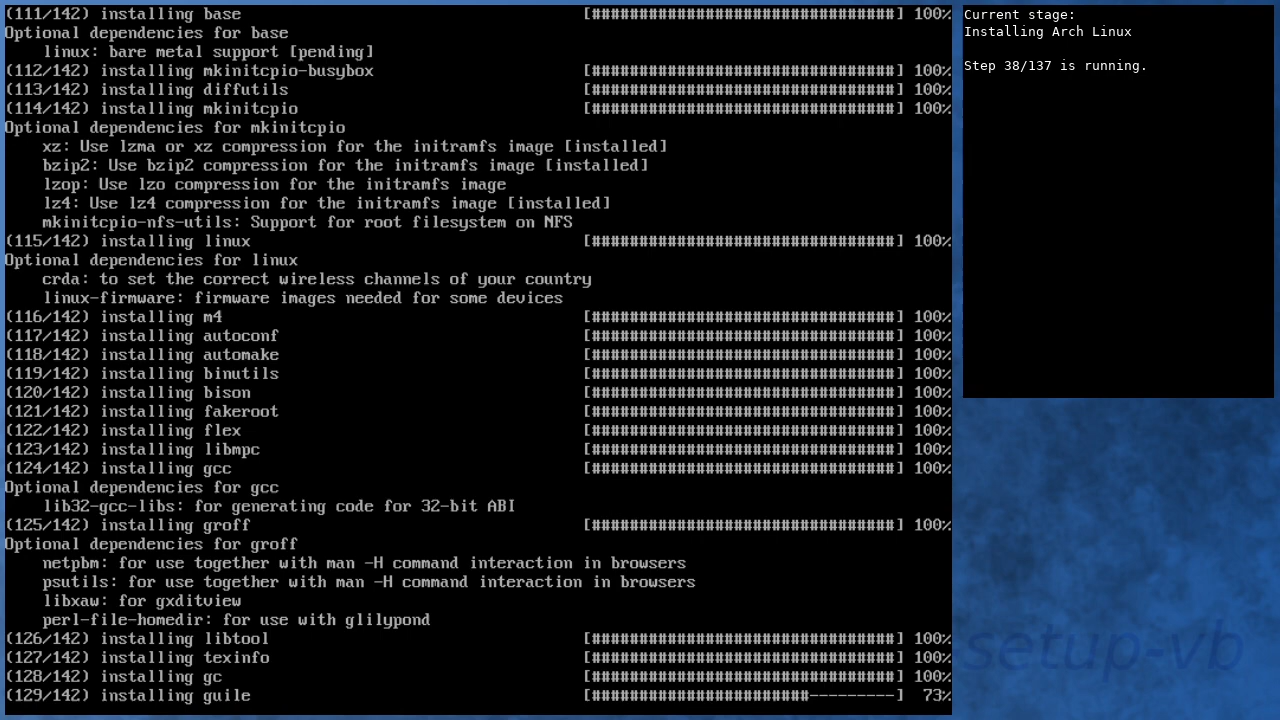 (111/142) installing base [################################] 100%
Optional dependencies for base
linux: bare metal support [pending]
(112/142) installing mkinitcpio-busybox [################################] 100%
(113/142) installing diffutils [################################] 100%
(114/142) installing mkinitcpio [################################] 100%
Optional dependencies for mkinitcpio
xz: Use lzma or xz compression for the initramfs image [installed]
bzip2: Use bzip2 compression for the initramfs image [installed]
lzop: Use lzo compression for the initramfs image
lz4: Use lz4 compression for the initramfs image [installed]
mkinitcpio-nfs-utils: Support for root filesystem on NFS
(115/142) installing linux [################################] 100%
Optional dependencies for linux
crda: to set the correct wireless channels of your country
linux-firmware: firmware images needed for some devices
(116/142) installing m4 [################################] 100%
(117/142) installing autoconf [################################] 100%
(118/142) installing automake [################################] 100%
(119/142) installing binutils [################################] 100%
(120/142) installing bison [################################] 100%
(121/142) installing fakeroot [################################] 100%
(122/142) installing flex [################################] 100%
(123/142) installing libmpc [################################] 100%
(124/142) installing gcc [################################] 100%
Optional dependencies for gcc
lib32-gcc-libs: for generating code for 32-bit ABI
(125/142) installing groff [################################] 100%
Optional dependencies for groff
netpbm: for use together with man -H command interaction in browsers
psutils: for use together with man -H command interaction in browsers
libxaw: for gxditview
perl-file-homedir: for use with glilypond
(126/142) installing libtool [################################] 100%
(127/142) installing texinfo [################################] 100%
(128/142) installing gc [################################] 100%
(129/142) installing guile [#######################---------] 73%
Current stage:
Installing Arch Linux
Step 38/137 is running.
setup-vb